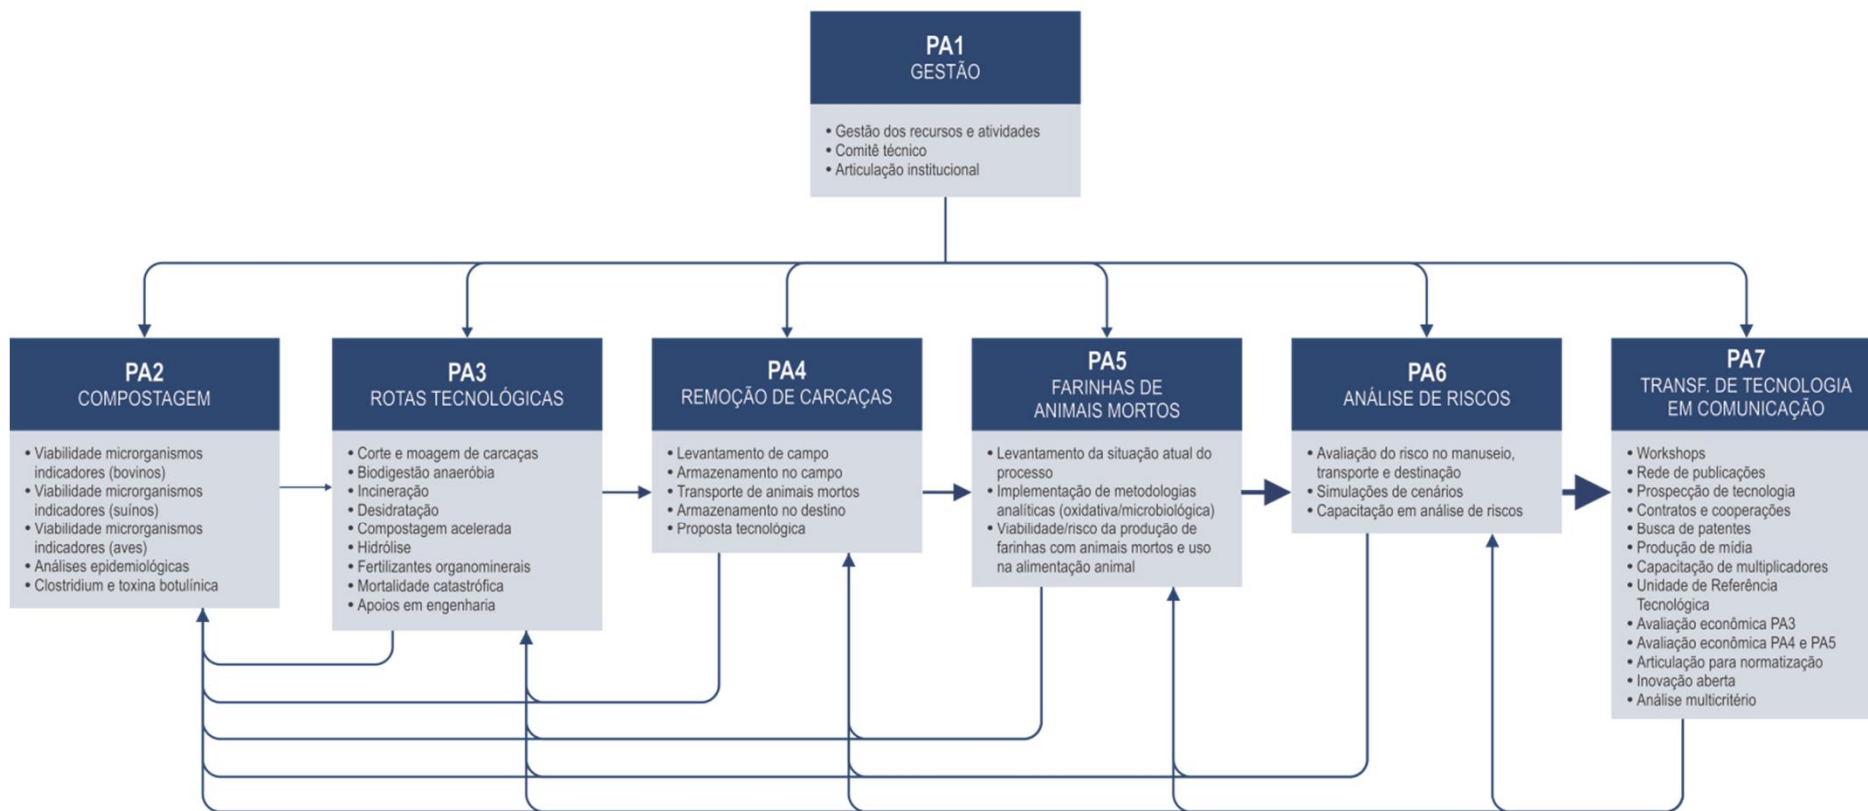 PA1
GESTÃO
• Gestão dos recursos e atividades
• Comitê técnico
• Articulação institucional
PA2
COMPOSTAGEM
• Viabilidade microrganismos
indicadores (bovinos)
• Viabilidade microrganismos
indicadores (suínos)
• Viabilidade microrganismos
indicadores (aves)
• Análises epidemiológicas
• Clostridium e toxina botulínica
PA3
ROTAS TECNOLÓGICAS
• Corte e moagem de carcaças
• Biodigestão anaeróbia
• Incineração
• Desidratação
• Compostagem acelerada
• Hidrólise
• Fertilizantes organominerais
• Mortalidade catastrófica
• Apoios em engenharia
PA4
REMOÇÃO DE CARCAÇAS
• Levantamento de campo
• Armazenamento no campo
• Transporte de animais mortos
• Armazenamento no destino
• Proposta tecnológica
PA5
FARINHAS DE
ANIMAIS MORTOS
• Levantamento da situação atual do
processo
• Implementação de metodologias
analíticas (oxidativa/microbiológica)
• Viabilidade/risco da produção de
farinhas com animais mortos e uso
na alimentação animal
PA6
ANÁLISE DE RISCOS
• Avaliação do risco no manuseio,
transporte e destinação
• Simulações de cenários
• Capacitação em análise de riscos
PA7
TRANSF. DE TECNOLOGIA
EM COMUNICAÇÃO
• Workshops
• Rede de publicações
• Prospecção de tecnologia
• Contratos e cooperações
• Busca de patentes
• Produção de mídia
• Capacitação de multiplicadores
• Unidade de Referência
Tecnológica
• Avaliação econômica PA3
• Avaliação econômica PA4 e PA5
• Articulação para normatização
• Inovação aberta
• Análise multicritério